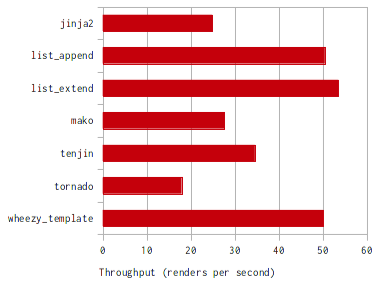 jinja2
list_append
list_extend
mako
tenjin
tornado
wheezy_template
0 10 20 30 40 50 60
Throughput (renders per second)